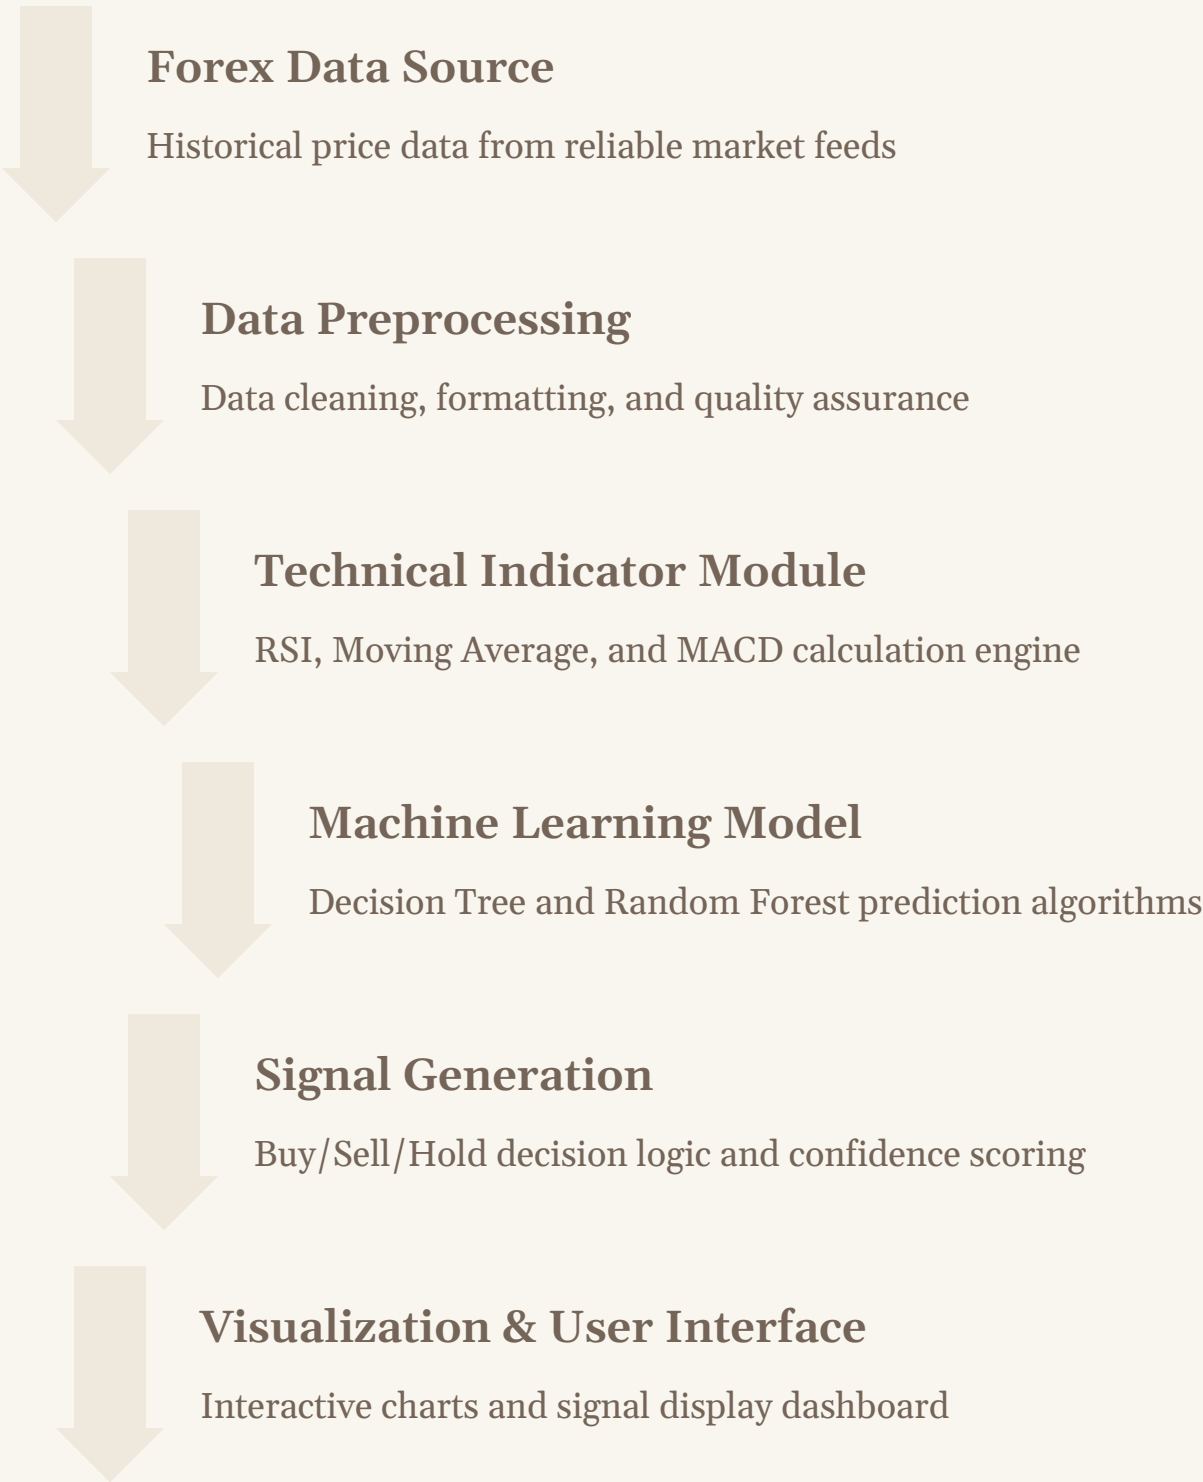 Forex Data Source
Historical price data from reliable market feeds
Data Preprocessing
Data cleaning, formatting, and quality assurance
Technical Indicator Module
RSI, Moving Average, and MACD calculation engine
Machine Learning Model
Decision Tree and Random Forest prediction algorithms
Signal Generation
Buy/Sell/Hold decision logic and confidence scoring
Visualization & User Interface
Interactive charts and signal display dashboard